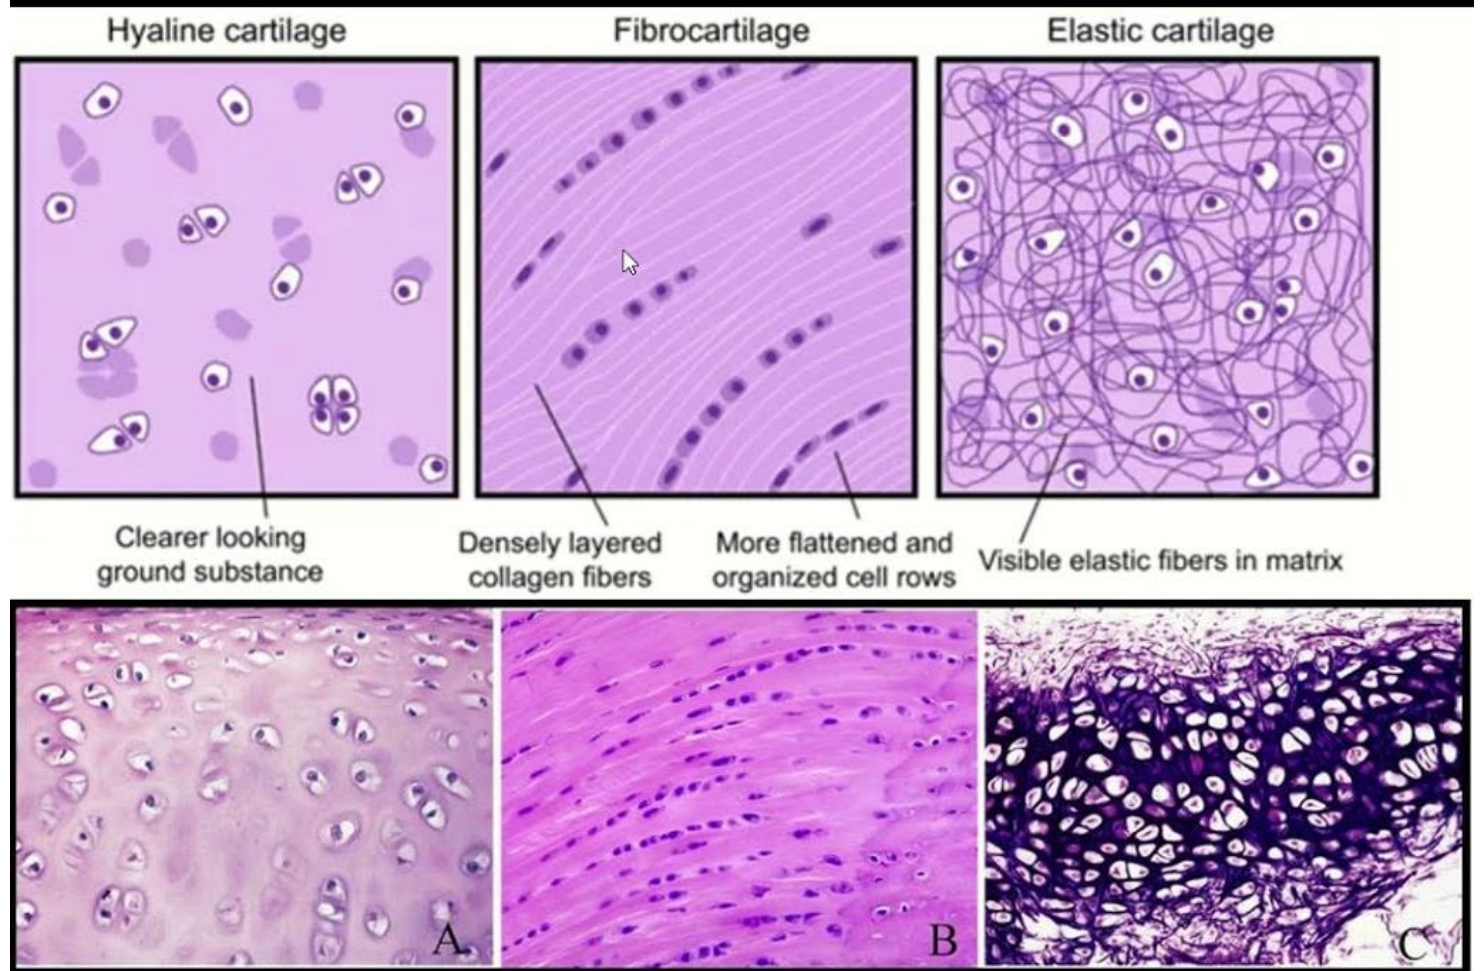 Hyaline cartilage
Fibrocartilage
Elastic cartilage
Clearer looking
ground substance
Densely layered
collagen fibers
More flattened and
organized cell rows
Visible elastic fibers in matrix
A
B
C